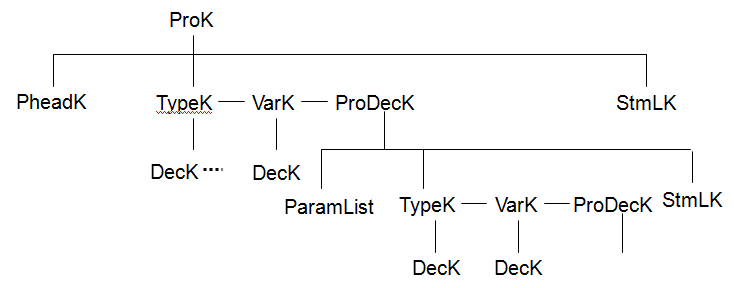 ProK
PheadK TypeK VarK ProDecK StmLK
DecK .... DecK
ParamList TypeK VarK ProDecK StmLK
DecK DecK